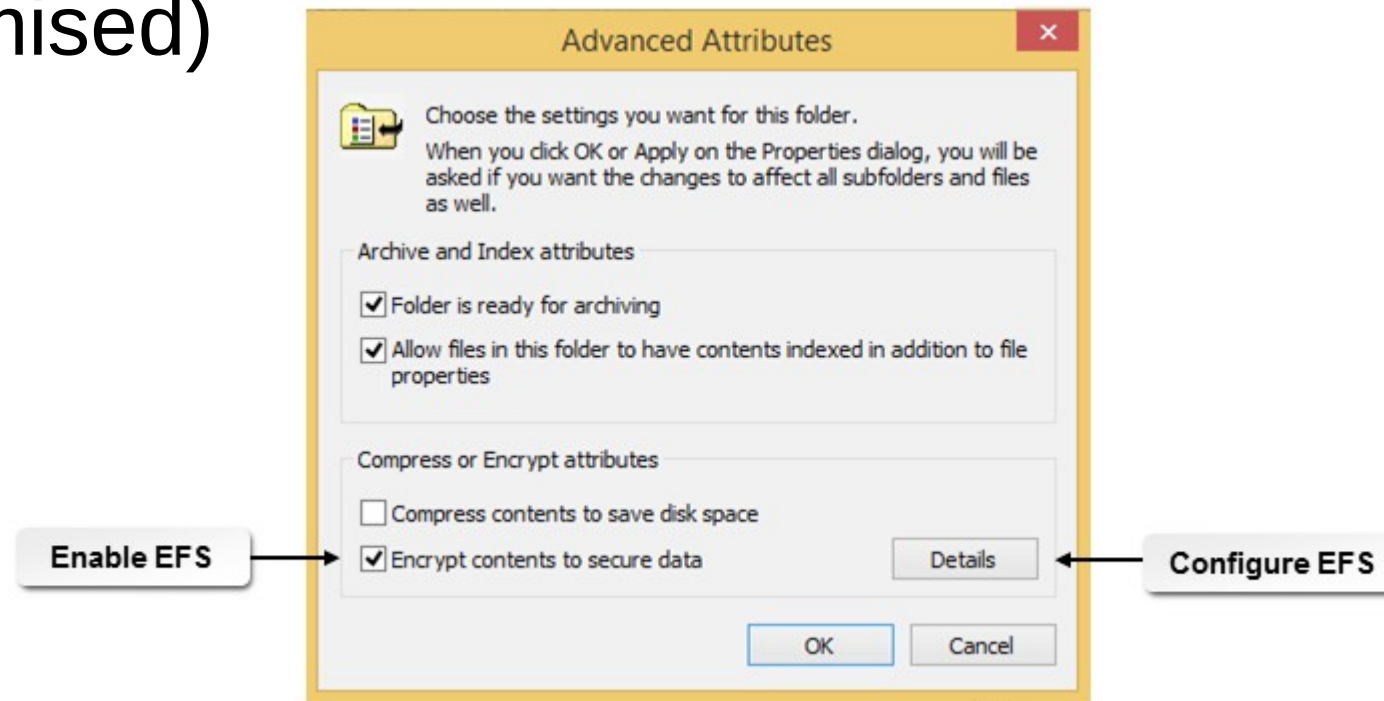 nised)
Advanced Attributes
Choose the settings you want for this folder.
When you click OK or Apply on the Properties dialog, you will be
asked if you want the changes to affect all subfolders and files
as well.
Archive and Index attributes
Folder is ready for archiving
Allow files in this folder to have contents indexed in addition to file
properties
Compress or Encrypt attributes
Compress contents to save disk space
Enable EFS
Encrypt contents to secure data
Details
Configure EFS
OK
Cancel